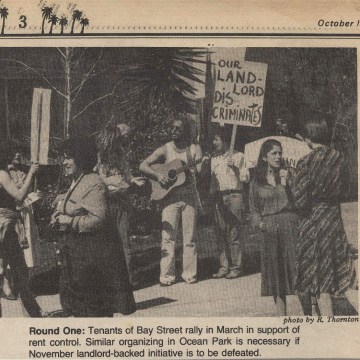 3
October 1
OUR
LAND-
LORD
DIS
CRIMINATES
photo by R. Thornton
Round One: Tenants of Bay Street rally in March in support of
rent control. Similar organizing in Ocean Park is necessary if
November landlord-backed initiative is to be defeated.